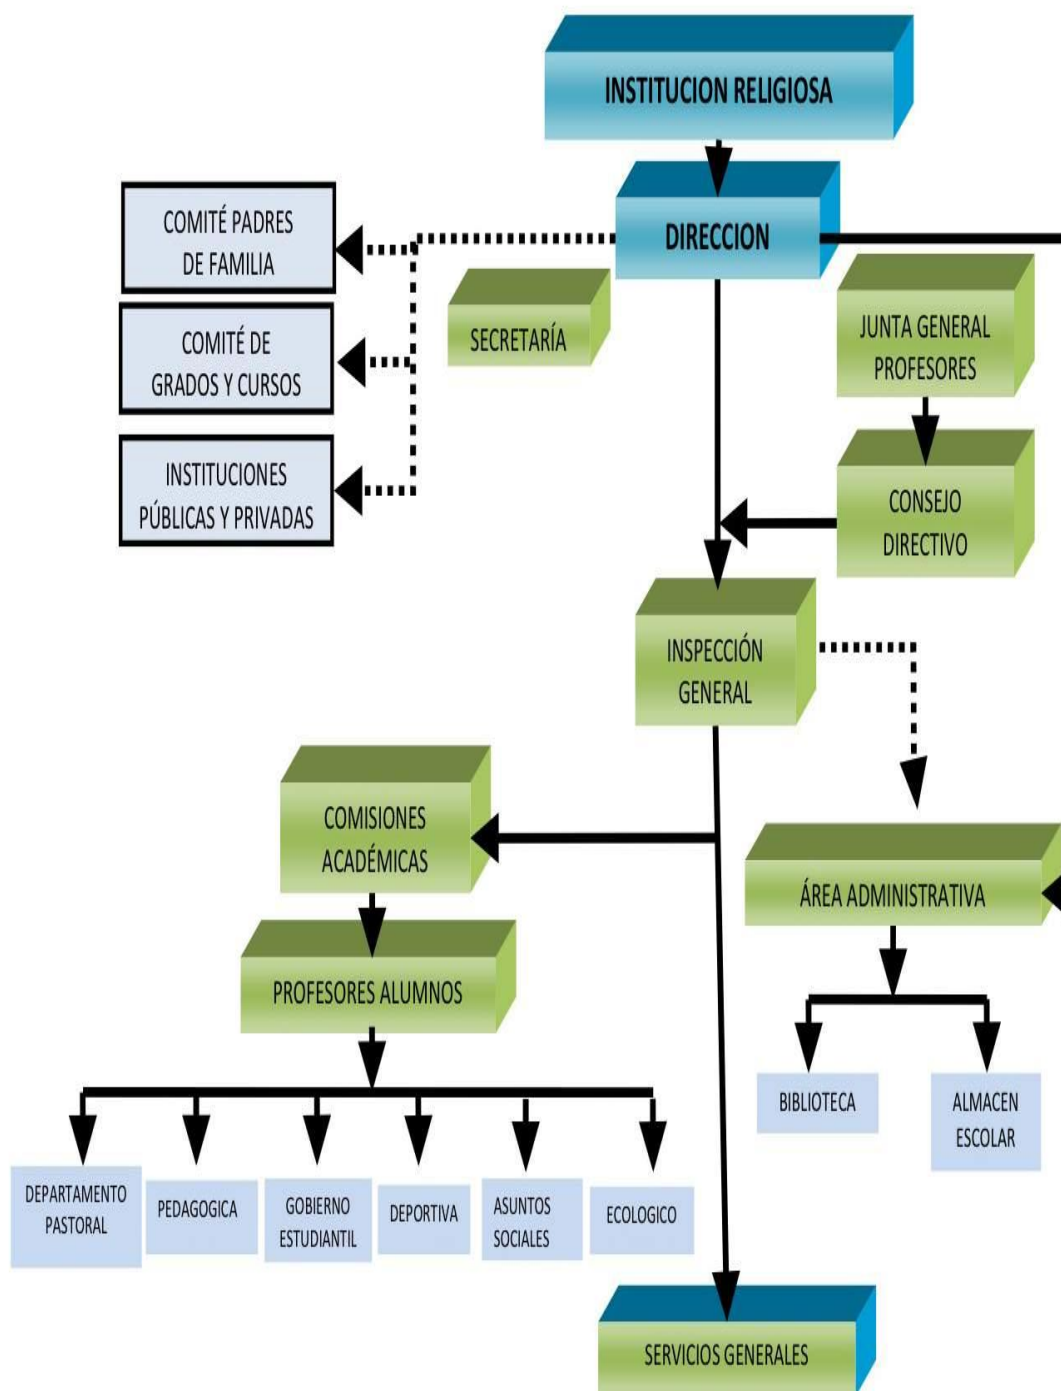 INSTITUCION RELIGIOSA
DIRECCION
COMITÉ PADRES
DE FAMILIA
COMITÉ DE
GRADOS Y CURSOS
INSTITUCIONES
PÚBLICAS Y PRIVADAS
SECRETARÍA
JUNTA GENERAL
PROFESORES
CONSEJO
DIRECTIVO
INSPECCIÓN
GENERAL
COMISIONES
ACADÉMICAS
ÁREA ADMINISTRATIVA
PROFESORES ALUMNOS
BIBLIOTECA
ALMACEN
ESCOLAR
DEPARTAMENTO
PASTORAL
PEDAGOGICA
GOBIERNO
ESTUDIANTIL
DEPORTIVA
ASUNTOS
SOCIALES
ECOLOGICO
SERVICIOS GENERALES